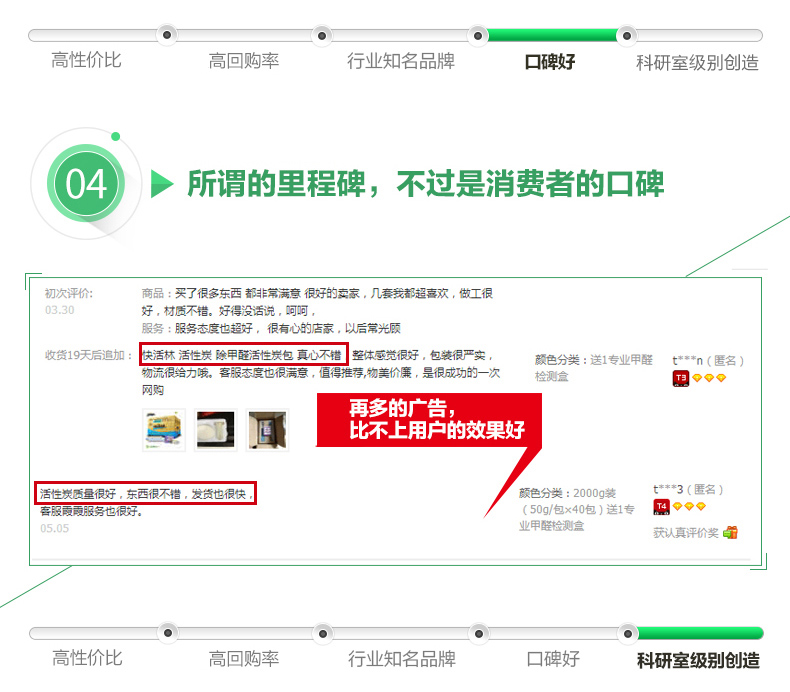 高性价比
高回购率
行业知名品牌
口碑好
科研室级别创造
04
所谓的里程碑，不过是消费者的口碑
初次评价:
03.30
商品：买了很多东西 都非常满意 很好的卖家，几套我都超喜欢，做工很
好，材质不错。好得没话说，呵呵，
服务：服务态度也超好， 很有心的店家，以后常光顾
收货19天后追加：
快活林 活性炭 除甲醛活性炭包 真心不错 整体感觉很好，包装很严实，
物流很给力哦。客服态度也很满意，值得推荐,物美价廉，是很成功的一次
网购
颜色分类：送1专业甲醛
检测盒
t***n（匿名）
T3
再多的广告，
比不上用户的效果好
活性炭质量很好，东西很不错，发货也很快，
客服霞霞服务也很好。
05.05
颜色分类：2000g装
（50g/包×40包）送1专
业甲醛检测盒
t***3（匿名）
T4
获认真评价奖
高性价比
高回购率
行业知名品牌
口碑好
科研室级别创造